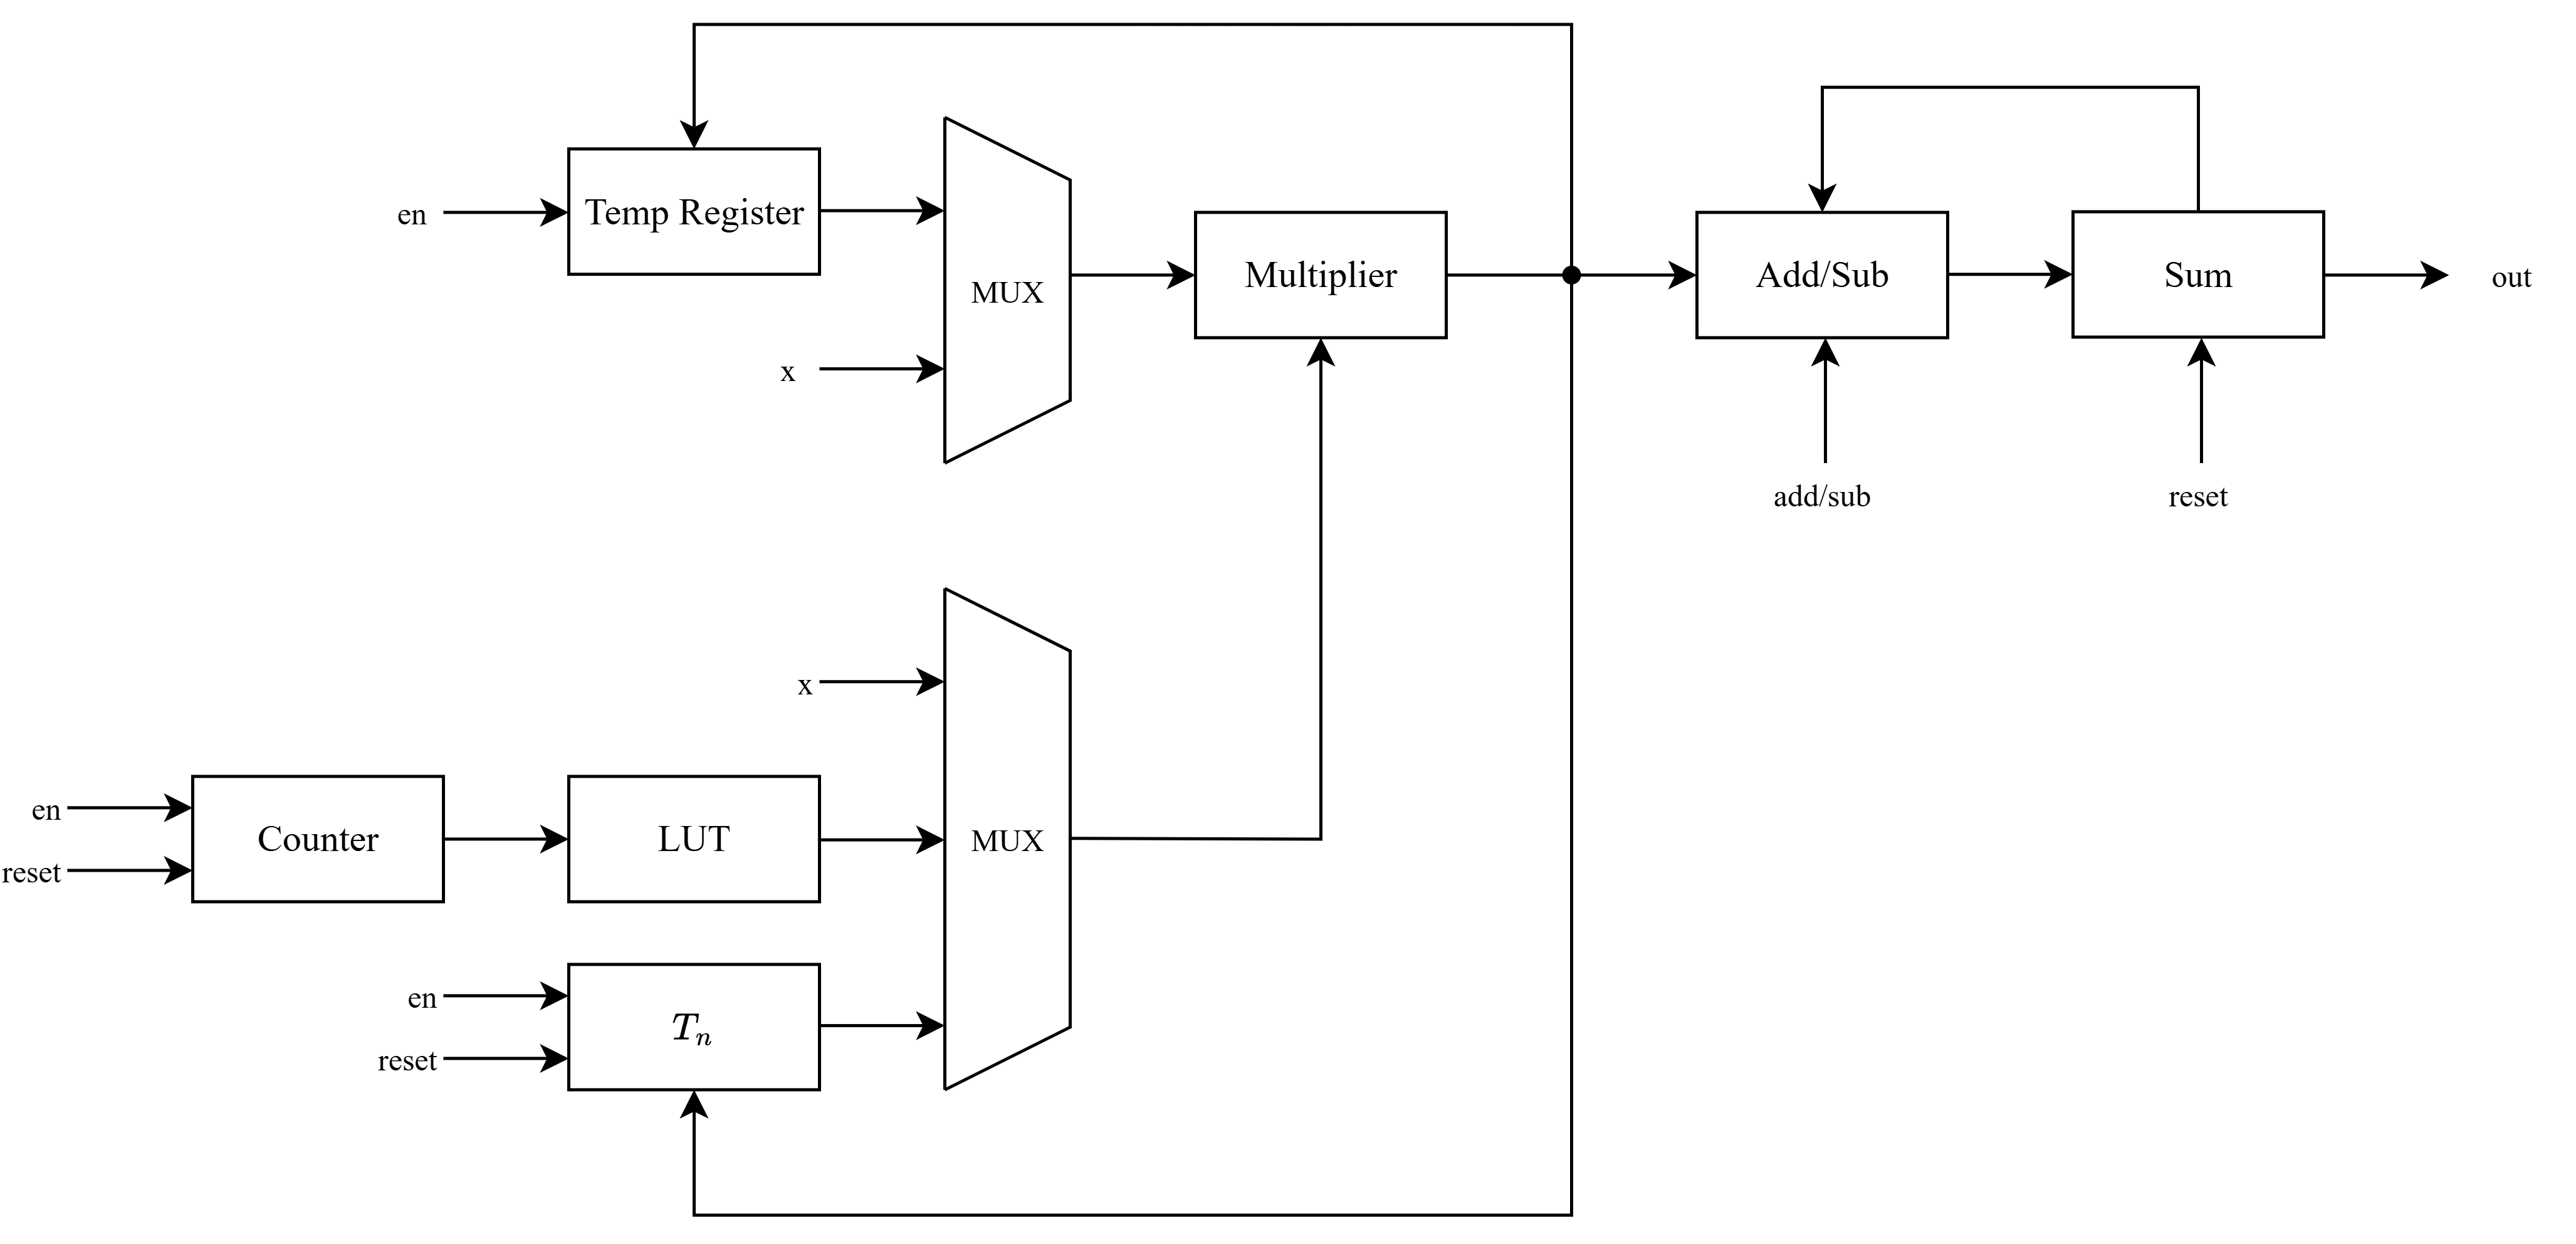 en
Temp Register
MUX
x
Multiplier
Add/Sub
Sum
out
add/sub
reset
x
en
reset
Counter
LUT
MUX
en
reset
Tₙ